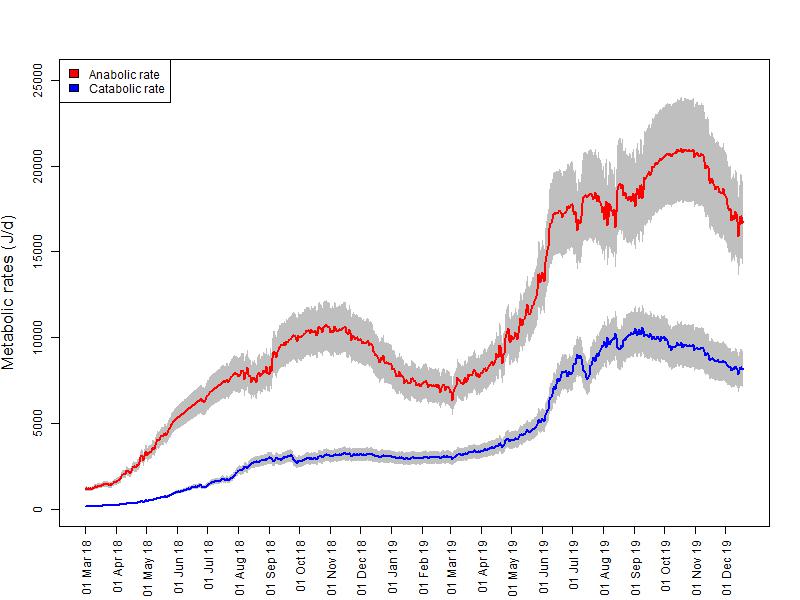 Anabolic rate
Catabolic rate
Metabolic rates (J/d)
25000
20000
15000
10000
5000
0
01 Mar 18
01 Apr 18
01 May 18
01 Jun 18
01 Jul 18
01 Aug 18
01 Sep 18
01 Oct 18
01 Nov 18
01 Dec 18
01 Jan 19
01 Feb 19
01 Mar 19
01 Apr 19
01 May 19
01 Jun 19
01 Jul 19
01 Aug 19
01 Sep 19
01 Oct 19
01 Nov 19
01 Dec 19